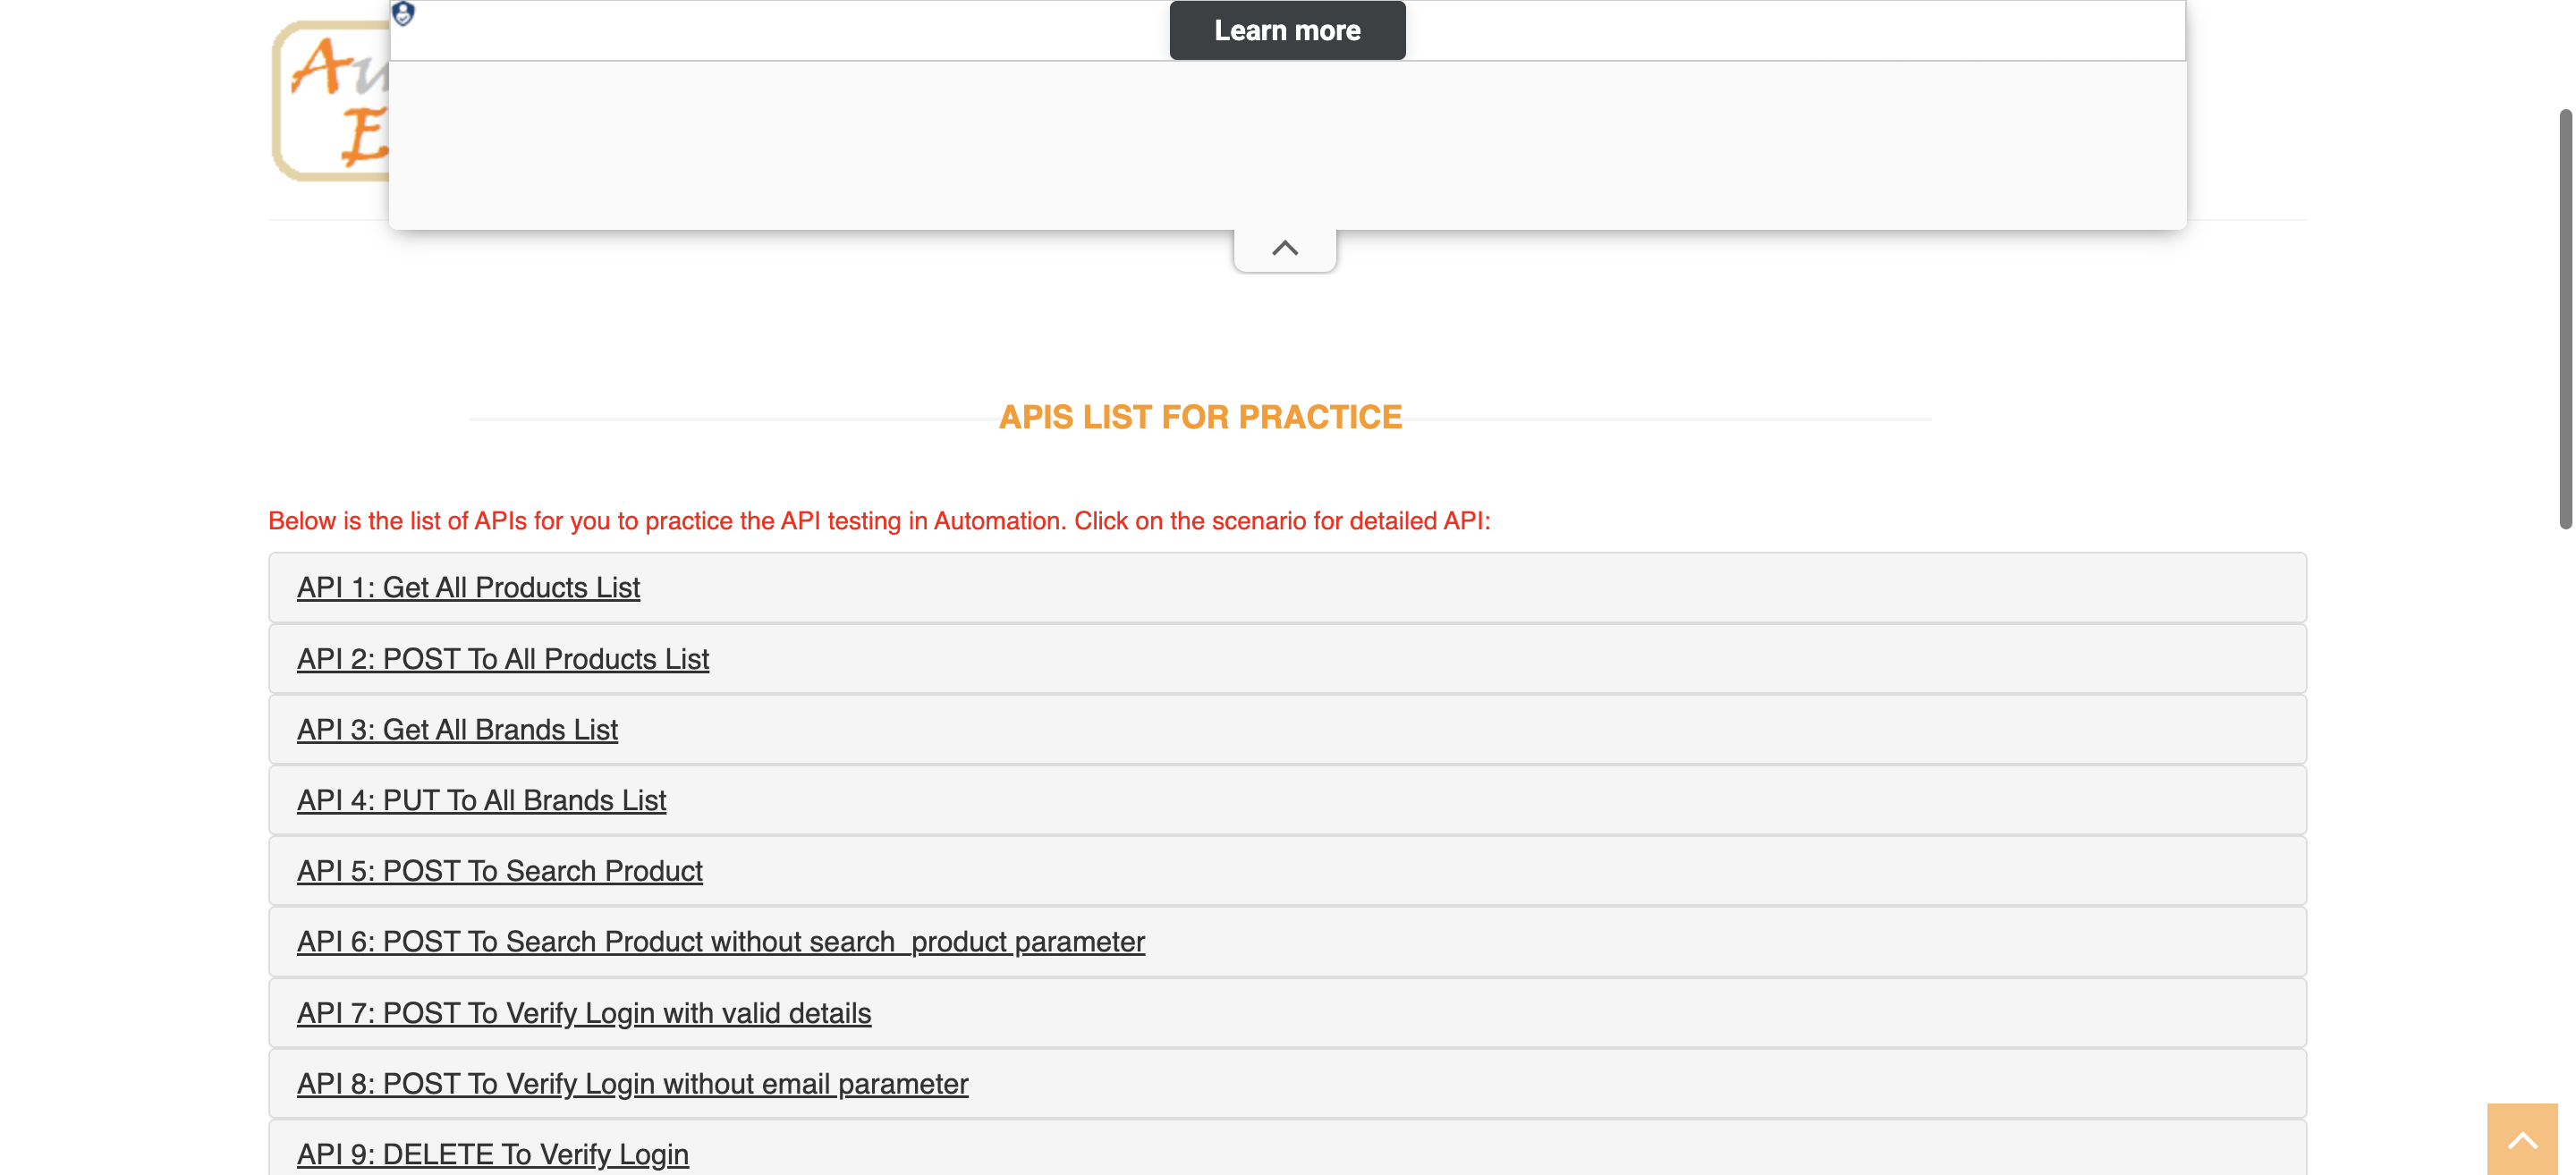 Learn more
Au
E
APIS LIST FOR PRACTICE
Below is the list of APIs for you to practice the API testing in Automation. Click on the scenario for detailed API:
API 1: Get All Products List
API 2: POST To All Products List
API 3: Get All Brands List
API 4: PUT To All Brands List
API 5: POST To Search Product
API 6: POST To Search Product without search_product parameter
API 7: POST To Verify Login with valid details
API 8: POST To Verify Login without email parameter
API 9: DELETE To Verify Login